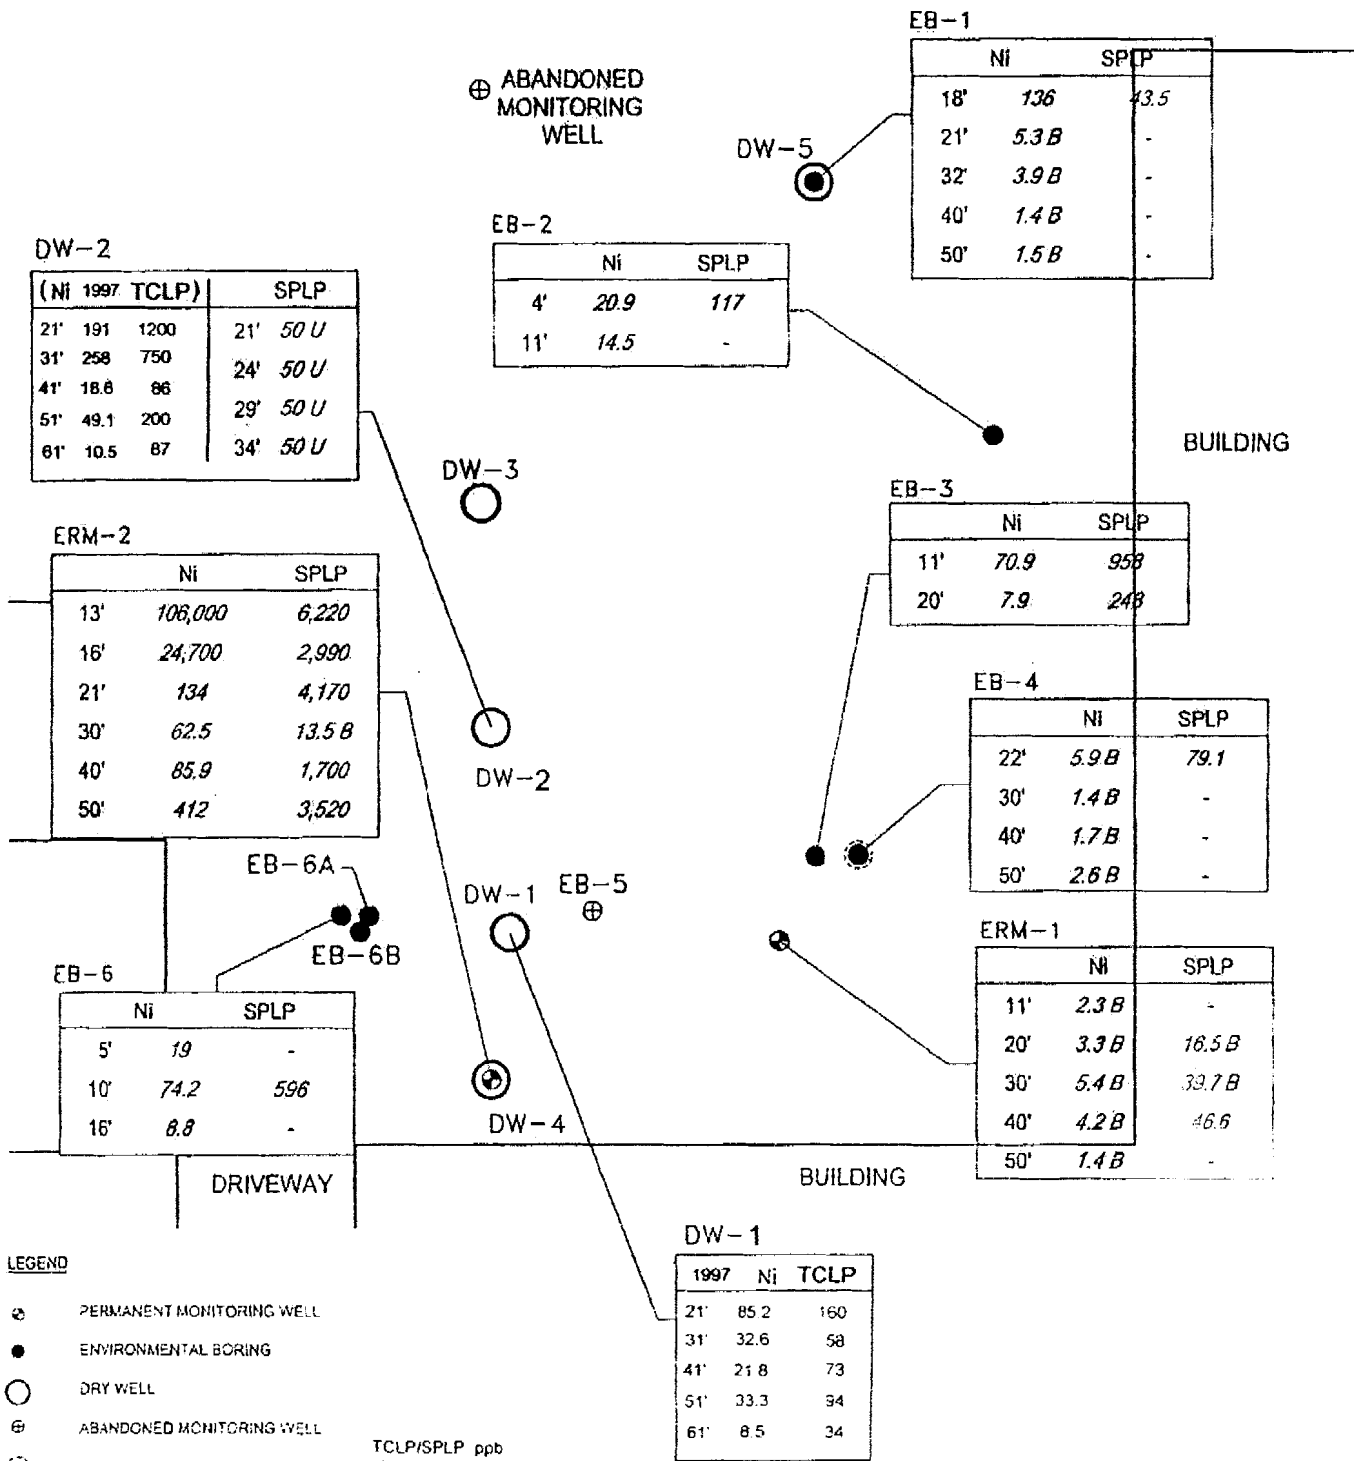 EB-1
Ni SPLP
18' 136 43.5
21' 5.3 B -
32' 3.9 B -
40' 1.4 B -
50' 1.5 B -
ABANDONED
MONITORING
WELL
DW-5
EB-2
Ni SPLP
4' 20.9 117
11' 14.5 -
DW-2
(Ni 1997 TCLP) SPLP
21' 191 1200 21' 50 U
31' 258 750 24' 50 U
41' 18.8 86 29' 50 U
51' 49.1 200 34' 50 U
61' 10.5 87
BUILDING
DW-3
EB-3
Ni SPLP
11' 70.9 958
20' 7.9 248
ERM-2
Ni SPLP
13' 106,000 6,220
16' 24,700 2,990
21' 134 4,170
30' 62.5 13.5 B
40' 85.9 1,700
50' 412 3,520
DW-2
EB-4
Ni SPLP
22' 5.9 B 79.1
30' 1.4 B -
40' 1.7 B -
50' 2.6 B -
EB-6A
EB-6B
DW-1
EB-5
ERM-1
Ni SPLP
11' 2.3 B -
20' 3.3 B 16.5 B
30' 5.4 B 39.7 B
40' 4.2 B 46.6
50' 1.4 B -
EB-6
Ni SPLP
5' 19 -
10' 74.2 596
16' 8.8 -
DW-4
DRIVEWAY
BUILDING
DW-1
1997 Ni TCLP
21' 85.2 160
31' 32.6 58
41' 21.8 73
51' 33.3 94
61' 8.5 34
LEGEND
PERMANENT MONITORING WELL
ENVIRONMENTAL BORING
DRY WELL
ABANDONED MONITORING WELL
TCLP/SPLP ppb